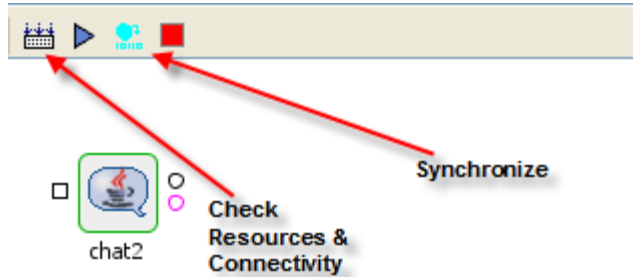 Synchronize
Check
Resources &
Connectivity
chat2